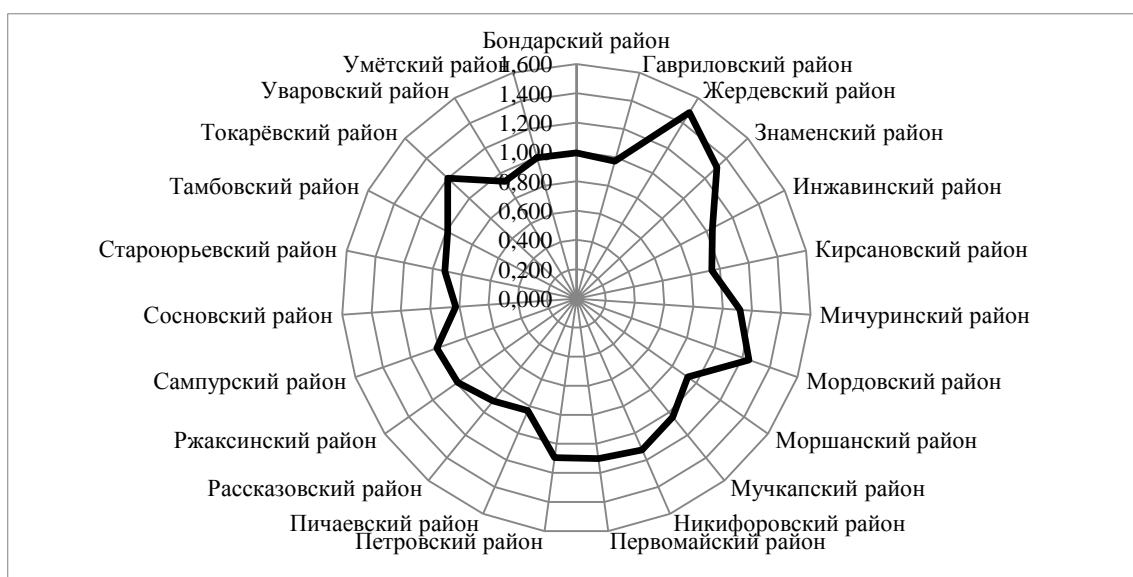 Бондарский район
Гавриловский район
Жердевский район
Знаменский район
Инжавинский район
Кирсановский район
Мичуринский район
Мордовский район
Моршанский район
Мучкапский район
Никифоровский район
Первомайский район
Петровский район
Пичаевский район
Рассказовский район
Ржаксинский район
Сампурский район
Сосновский район
Староюрьевский район
Тамбовский район
Токарёвский район
Уваровский район
Умётский район
1,600
1,400
1,200
1,000
0,800
0,600
0,400
0,200
0,000